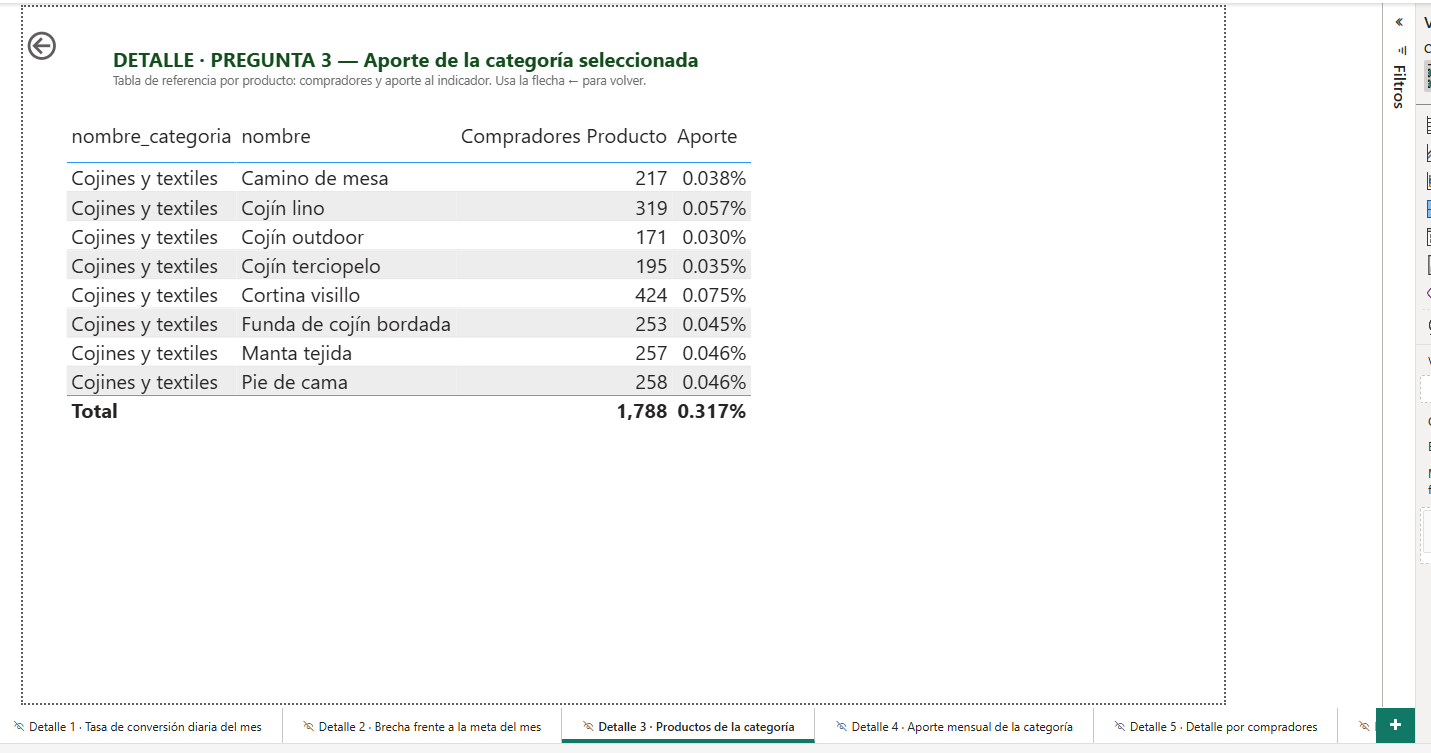 DETALLE · PREGUNTA 3 — Aporte de la categoría seleccionada
Tabla de referencia por producto: compradores y aporte al indicador. Usa la flecha ← para volver.
nombre_categoria nombre Compradores Producto Aporte
Cojines y textiles Camino de mesa 217 0.038%
Cojines y textiles Cojín lino 319 0.057%
Cojines y textiles Cojín outdoor 171 0.030%
Cojines y textiles Cojín terciopelo 195 0.035%
Cojines y textiles Cortina visillo 424 0.075%
Cojines y textiles Funda de cojín bordada 253 0.045%
Cojines y textiles Manta tejida 257 0.046%
Cojines y textiles Pie de cama 258 0.046%
Total 1,788 0.317%
«
Filtros
Detalle 1 · Tasa de conversión diaria del mes
Detalle 2 · Brecha frente a la meta del mes
Detalle 3 · Productos de la categoría
Detalle 4 · Aporte mensual de la categoría
Detalle 5 · Detalle por compradores
+